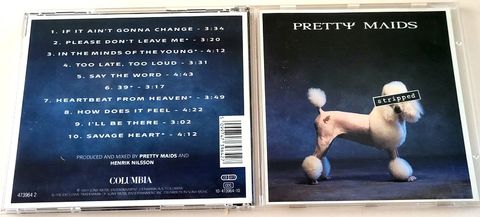 1. IF IT AIN'T GONNA CHANGE - 3:34
2. PLEASE DON'T LEAVE ME* - 3:20
3. IN THE MINDS OF THE YOUNG* - 4:12
4. TOO LATE, TOO LOUD - 3:31
5. SAY THE WORD - 4:43
6. 39* - 3:17
7. HEARTBEAT FROM HEAVEN* - 3:49
8. HOW DOES IT FEEL - 4:22
9. I'LL BE THERE - 3:02
10. SAVAGE HEART* - 4:12
PRODUCED AND MIXED BY PRETTY MAIDS AND
HENRIK NILSSON
COLUMBIA
473964 2
10-473964-10
PRETTY MAIDS
stripped